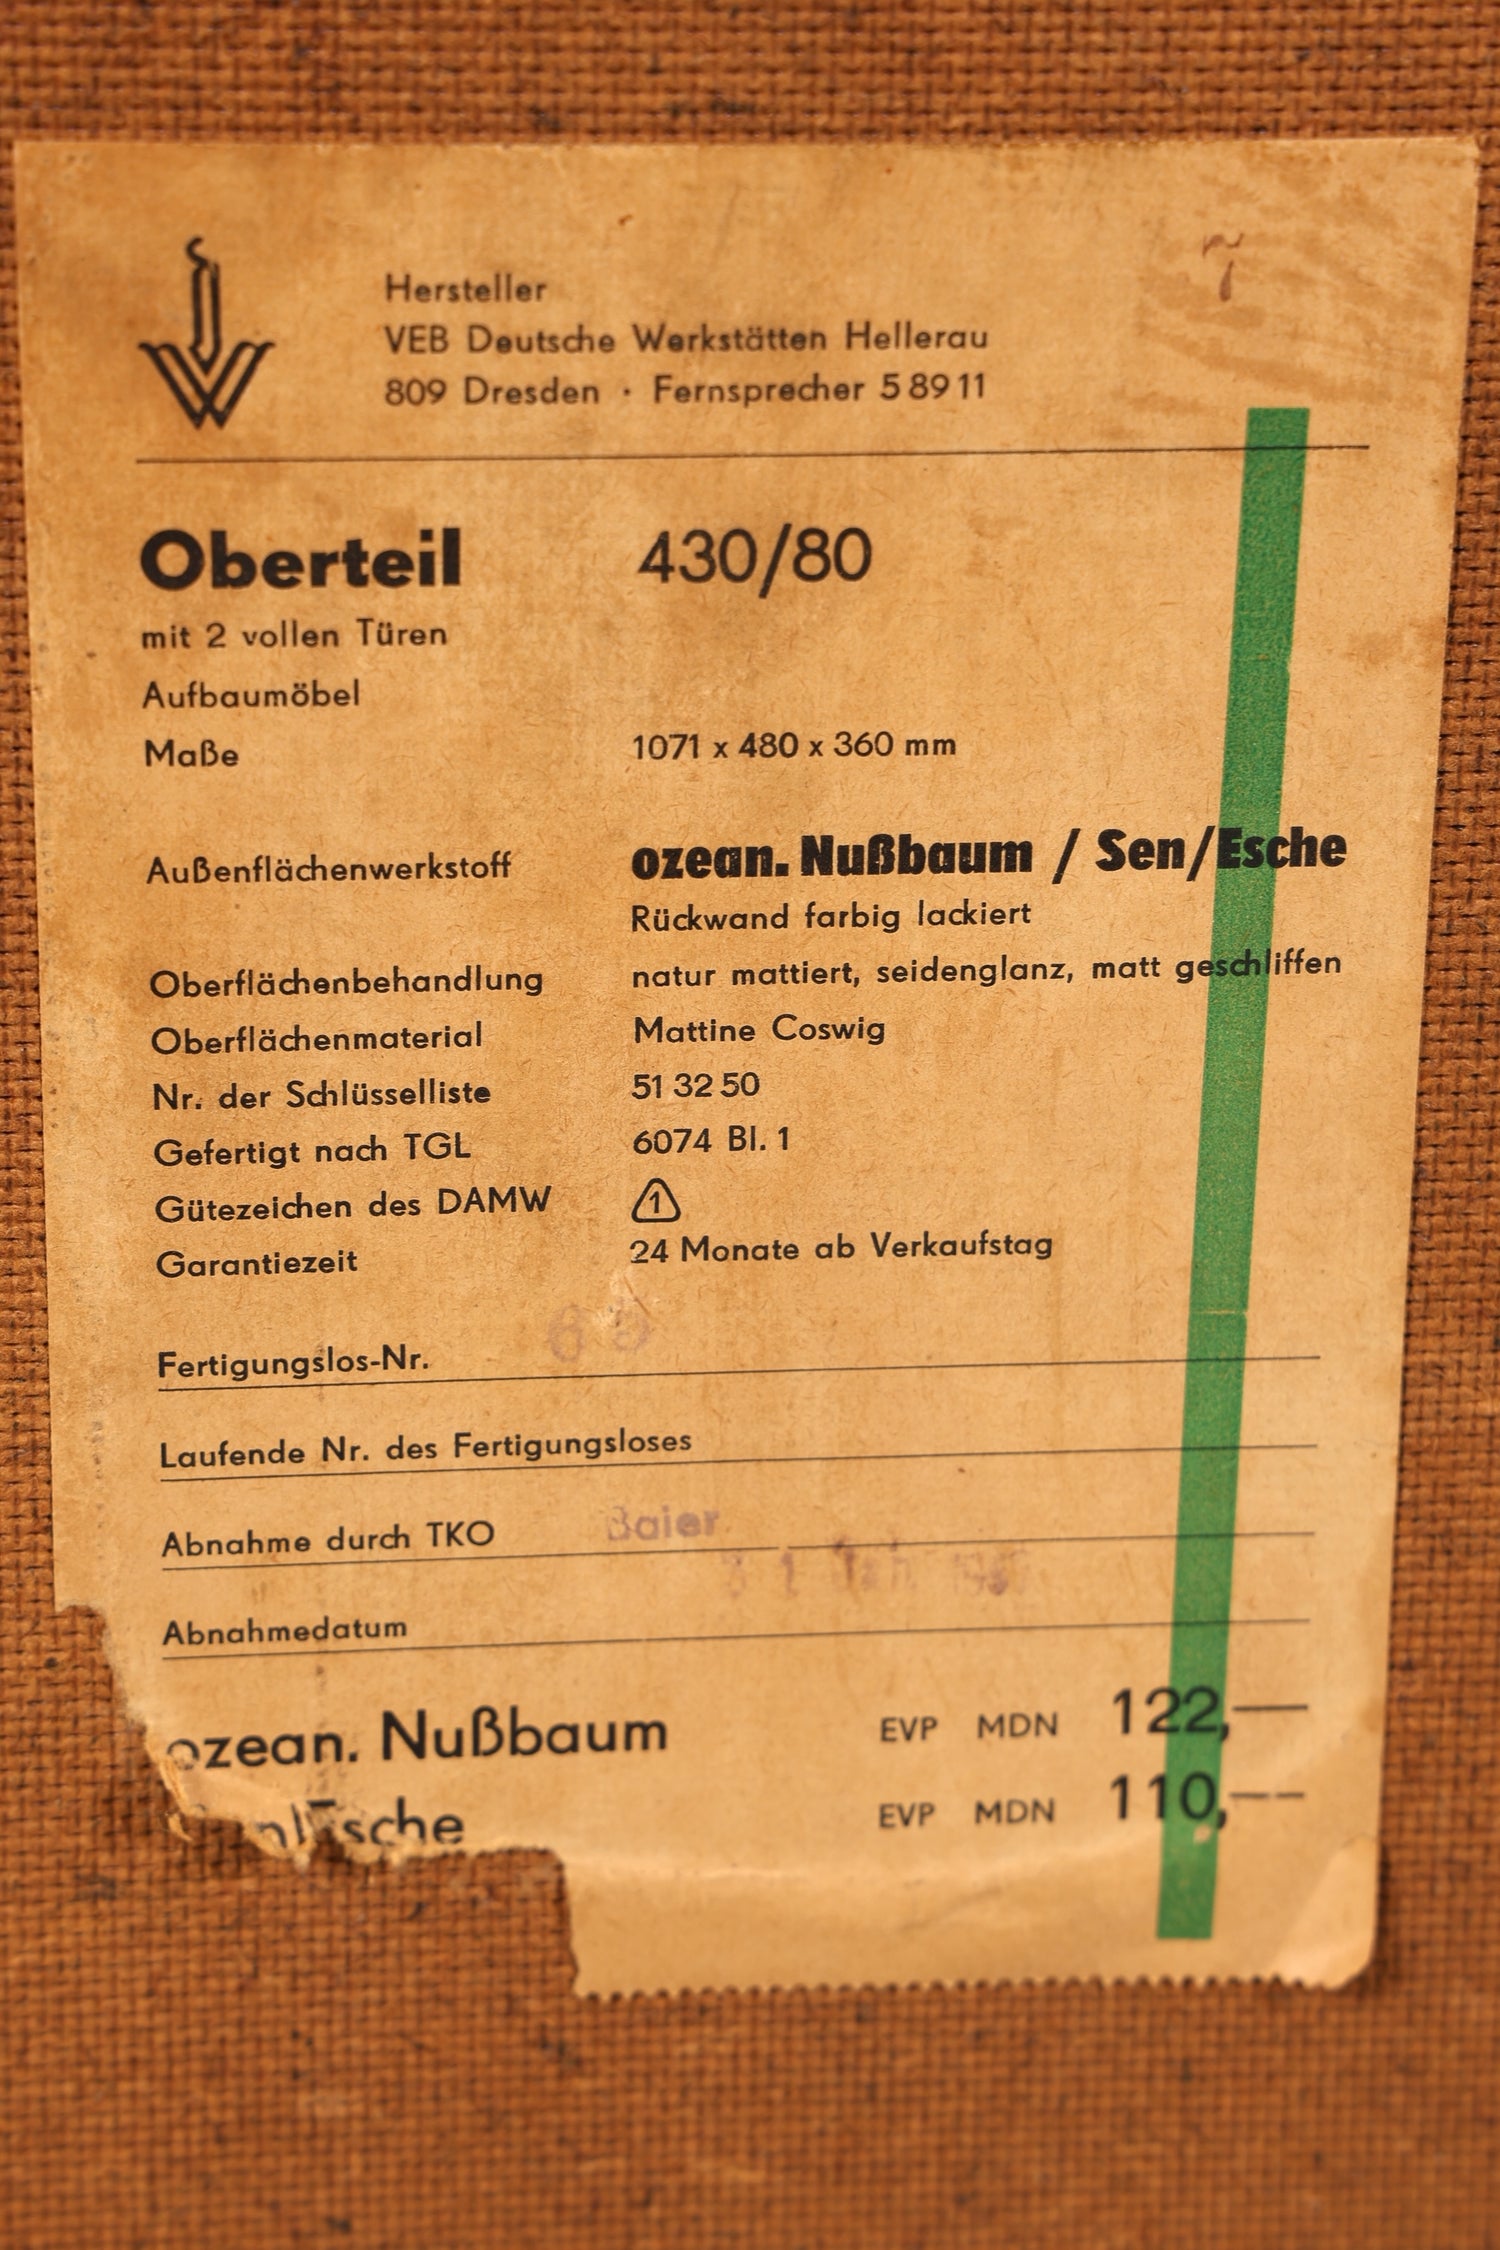 Hersteller
VEB Deutsche Werkstätten Hellerau
809 Dresden · Fernsprecher 5 89 11
Oberteil 430/80
mit 2 vollen Türen
Aufbaumöbel
Maße 1071 x 480 x 360 mm
Außenflächenwerkstoff ozean. Nußbaum / Sen/Esche
Rückwand farbig lackiert
Oberflächenbehandlung natur mattiert, seidenglanz, matt geschliffen
Oberflächenmaterial Mattine Coswig
Nr. der Schlüsselliste 51 32 50
Gefertigt nach TGL 6074 Bl. 1
Gütezeichen des DAMW 1
Garantiezeit 24 Monate ab Verkaufstag
Fertigungslos-Nr.
Laufende Nr. des Fertigungsloses
Abnahme durch TKO Baier
Abnahmedatum
ozean. Nußbaum EVP MDN 122,—
EVP MDN 110,—